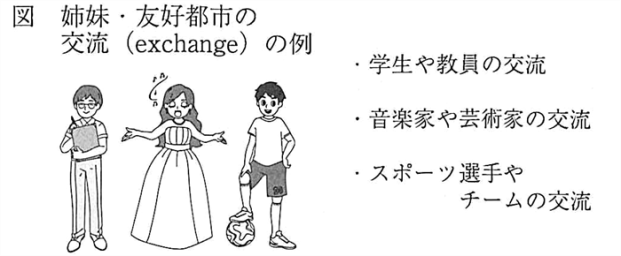 図 姉妹・友好都市の
交流（exchange）の例
・学生や教員の交流
・音楽家や芸術家の交流
・スポーツ選手や
チームの交流